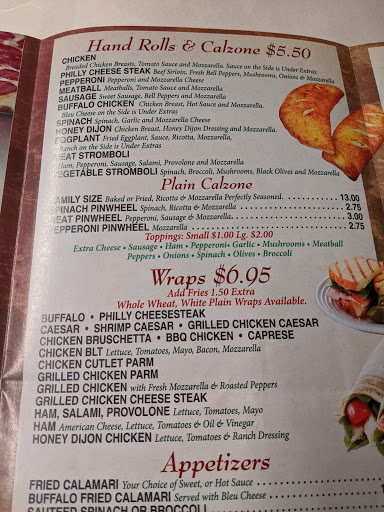 Hand Rolls & Calzone $5.50
CHICKEN
Breaded Chicken Breasts, Tomato Sauce and Mozzarella. Sauce on the Side is Under Extras.
PHILLY CHEESE STEAK Beef Sirloin, Fresh Bell Peppers, Mushrooms, Onions & Mozzarella
PEPPERONI Pepperoni and Mozzarella Cheese
MEATBALL Meatballs, Tomato Sauce and Mozzarella
SAUSAGE Sweet Sausage, Bell Peppers and Mozzarella
BUFFALO CHICKEN Chicken Breast, Hot Sauce and Mozzarella.
Bleu Cheese on the Side is Under Extras
SPINACH Spinach, Garlic and Mozzarella Cheese
HONEY DIJON Chicken Breast, Honey Dijon Dressing and Mozzarella.
EGGPLANT Fried Eggplant, Sauce, Ricotta, Mozzarella,
Ranch on the Side is Under Extras
MEAT STROMBOLI
Ham, Pepperoni, Sausage, Salami, Provolone and Mozzarella
VEGETABLE STROMBOLI Spinach, Broccoli, Mushrooms, Black Olives and Mozzarella
Plain Calzone
FAMILY SIZE Baked or Fried, Ricotta & Mozzarella Perfectly Seasoned. 13.00
SPINACH PINWHEEL Spinach, Ricotta & Mozzarella 2.75
MEAT PINWHEEL Pepperoni, Sausage & Mozzarella 3.00
PEPPERONI PINWHEEL Mozzarella 2.75
Toppings: Small $1.00 Lg. $2.00
Extra Cheese • Sausage • Ham • Pepperoni • Garlic • Mushrooms • Meatball
Peppers • Onions • Spinach • Olives • Broccoli
Wraps $6.95
Add Fries 1.50 Extra
Whole Wheat, White Plain Wraps Available.
BUFFALO • PHILLY CHEESESTEAK
CAESAR • SHRIMP CAESAR • GRILLED CHICKEN CAESAR
CHICKEN BRUSCHETTA • BBQ CHICKEN • CAPRESE
CHICKEN BLT Lettuce, Tomatoes, Mayo, Bacon, Mozzarella
CHICKEN CUTLET PARM
GRILLED CHICKEN PARM
GRILLED CHICKEN with Fresh Mozzarella & Roasted Peppers
GRILLED CHICKEN CHEESE STEAK
HAM, SALAMI, PROVOLONE Lettuce, Tomatoes, Mayo
HAM American Cheese, Lettuce, Tomatoes & Oil & Vinegar
HONEY DIJON CHICKEN Lettuce, Tomatoes & Ranch Dressing
Appetizers
FRIED CALAMARI Your Choice of Sweet, or Hot Sauce
BUFFALO FRIED CALAMARI Served with Bleu Cheese
SAUTEED SPINACH OR BROCCOLI